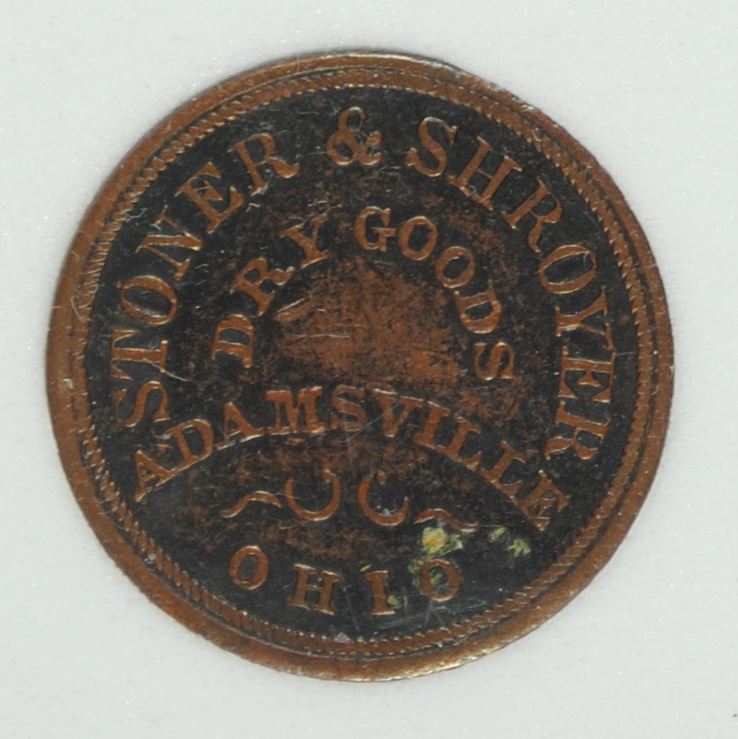 STONER & SHROYER
DRY GOODS
ADAMSVILLE
OHIO